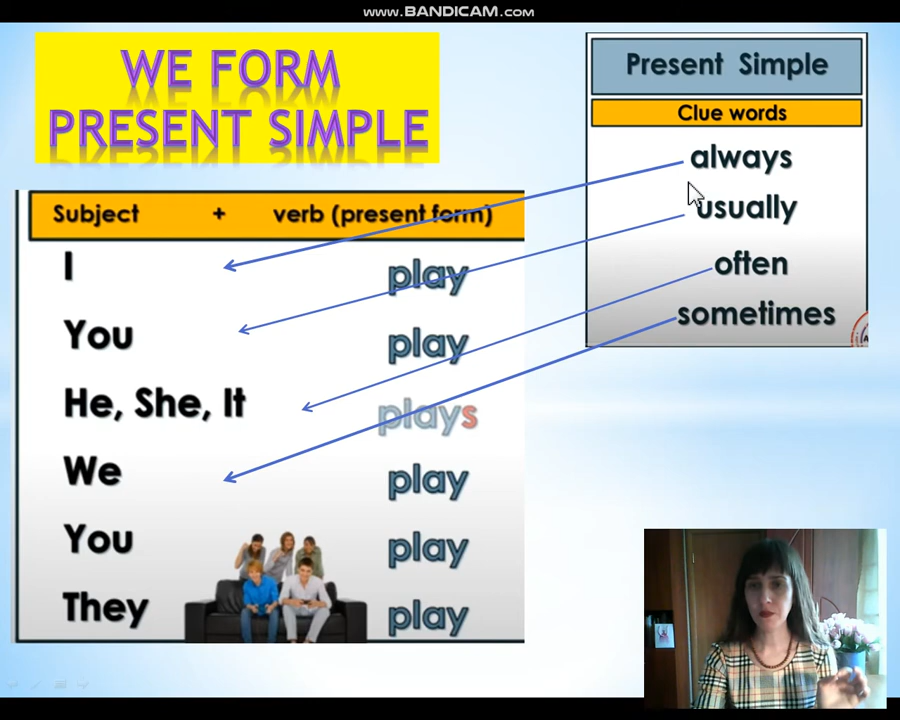 www.BANDICAM.com
WE FORM
PRESENT SIMPLE
Subject + verb (present form)
I play
You play
He, She, It plays
We play
You play
They play
Present Simple
Clue words
always
usually
often
sometimes